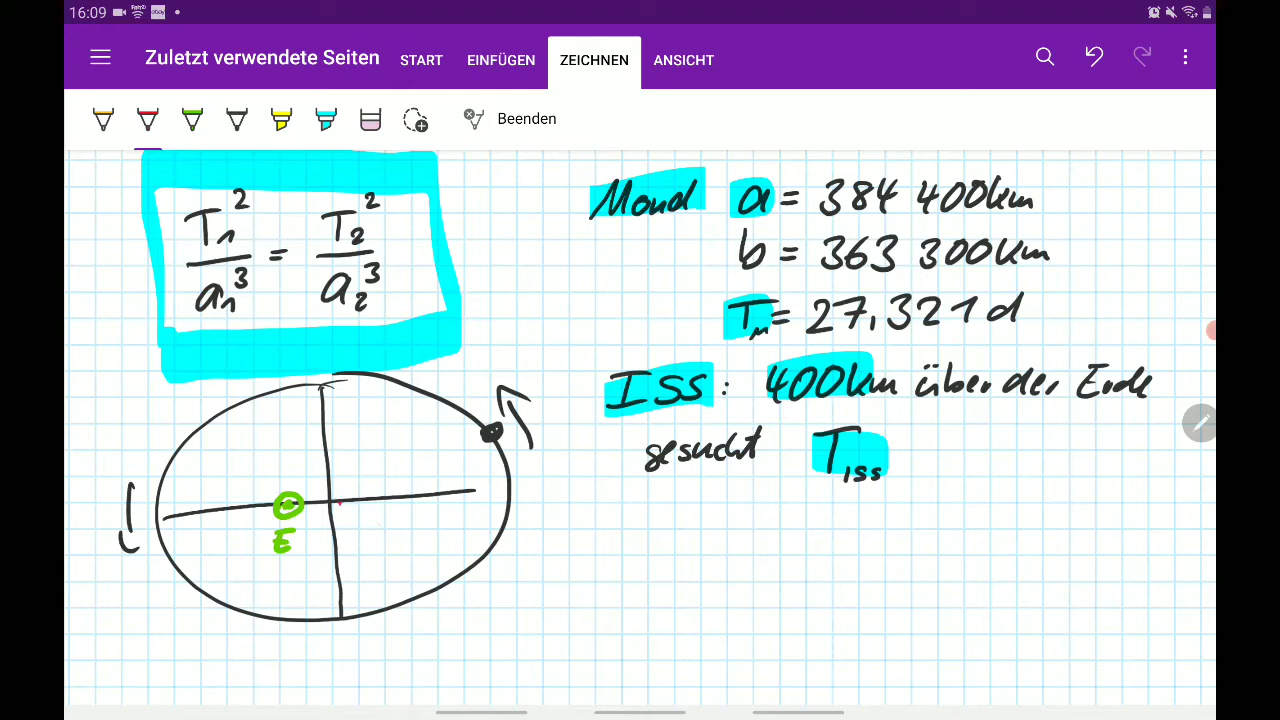 16:09
Zuletzt verwendete Seiten START EINFÜGEN ZEICHNEN ANSICHT
Beenden
T₁²/a₁³ = T₂²/a₂³
Mond a = 384 400km
b = 363 300km
T_M = 27,321 d
ISS: 400km über der Erde
gesucht T_ISS
E